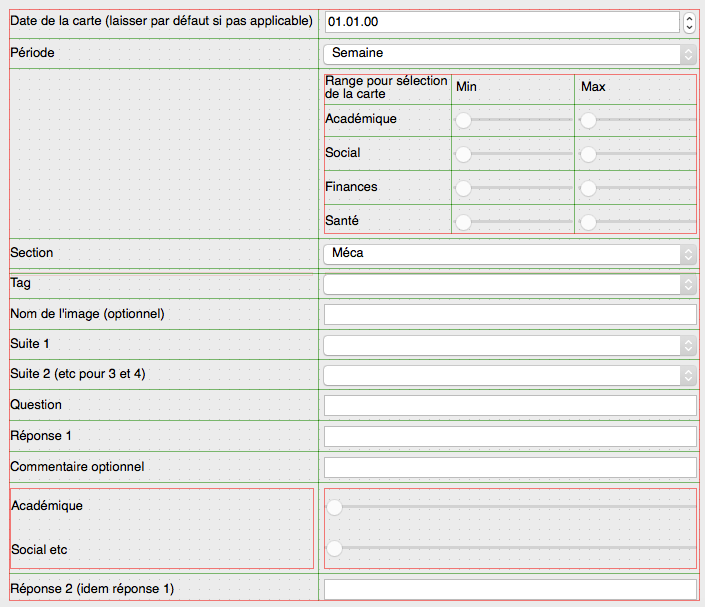 Date de la carte (laisser par défaut si pas applicable)
01.01.00
Période
Semaine
Range pour sélection
de la carte
Min
Max
Académique
Social
Finances
Santé
Section
Méca
Tag
Nom de l'image (optionnel)
Suite 1
Suite 2 (etc pour 3 et 4)
Question
Réponse 1
Commentaire optionnel
Académique
Social etc
Réponse 2 (idem réponse 1)